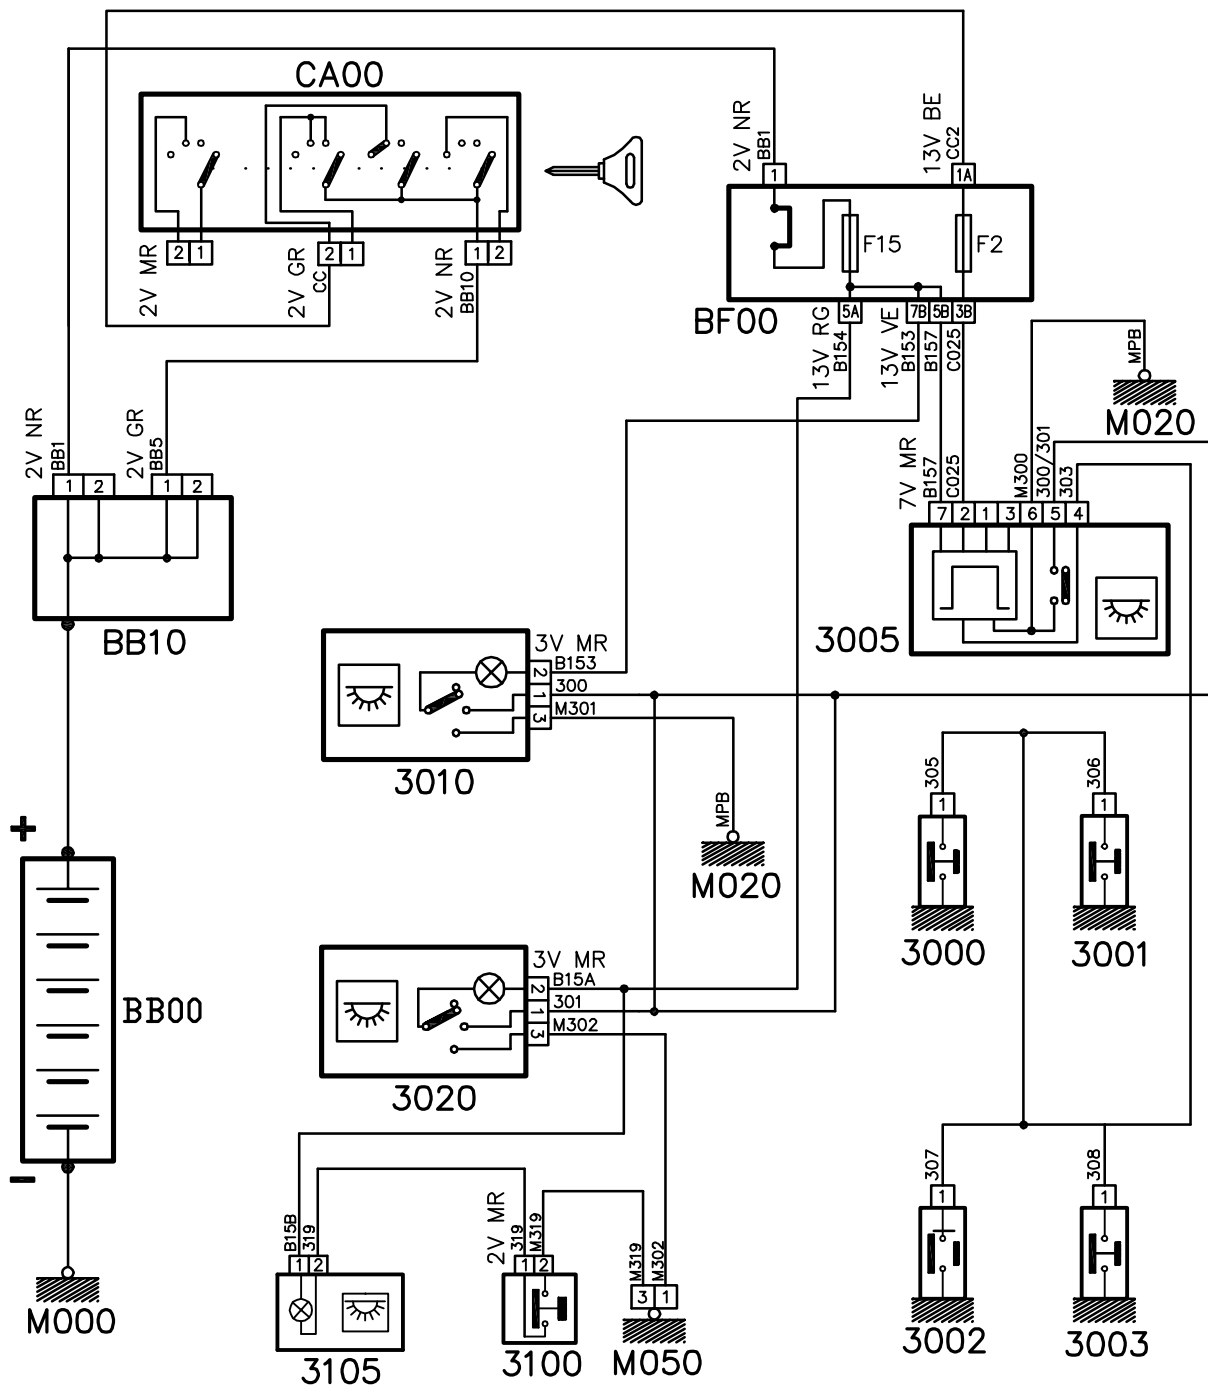 CA00
2V NR
BB1
13V BE
CC2
1
1A
F15
F2
BF00
2 1
2 1
1 2
2V MR
2V GR
CC
2V NR
BB10
5A
7B
5B
3B
13V RG
B154
13V VE
B153
B157
C025
MPB
M020
2V NR
BB1
2V GR
BB5
1 2
1 2
BB10
7V MR
B157
C025
M300
300/301
303
7 2 1 3 6 5 4
3005
3V MR
B153
2
300
1
M301
3
3010
MPB
M020
305
1
306
1
3000
3001
+
BB00
-
3V MR
B15A
2
301
1
M302
3
3020
307
1
308
1
3002
3003
B15B
319
1 2
3105
2V MR
319
M319
1 2
3100
M319
M302
3 1
M050
M000